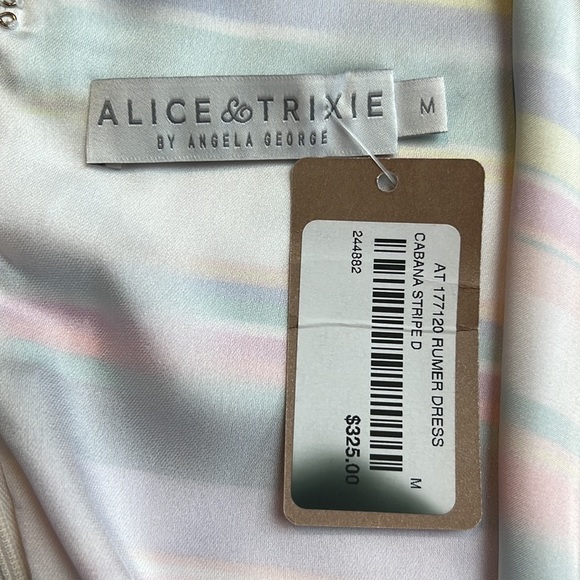 ALICE & TRIXIE
BY ANGELA GEORGE
M
AT 177120 RUMER DRESS
CABANA STRIPE D
244882
M
$325.00